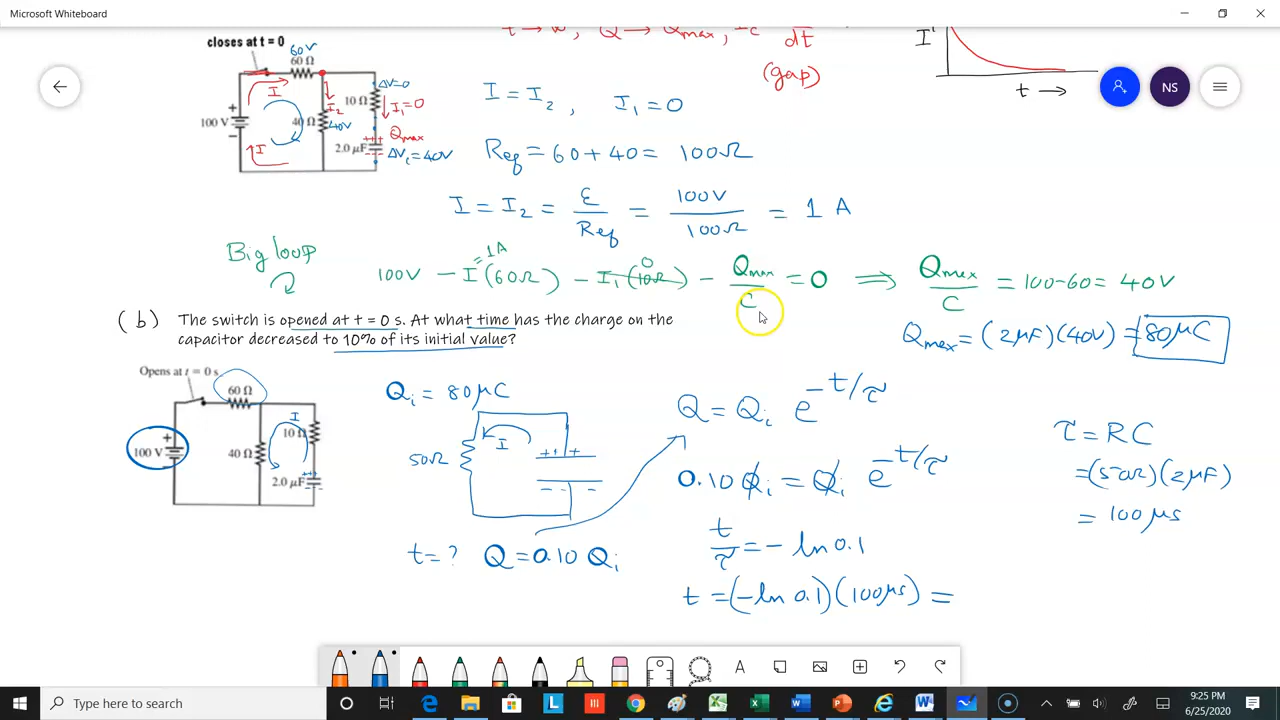 Microsoft Whiteboard
closes at t = 0
60V
60 Ω
I
100 V
+
−
I
I₂
40 Ω
40V
10 Ω
ΔV=0
I₁=0
+++
Qmax
2.0 µF
ΔVc=40V
Q → Qmax,
dt
(gap)
I
t →
NS
I = I₂ , I₁ = 0
Req = 60 + 40 = 100Ω
I = I₂ = ε/Req = 100V/100Ω = 1 A
Big loop
=1A
0
100V − I(60Ω) − I₁(10Ω) − Qmax/C = 0 ⟹ Qmax/C = 100−60 = 40V
Qmax = (2µF)(40V) = 80µC
(b) The switch is opened at t = 0 s. At what time has the charge on the
capacitor decreased to 10% of its initial value?
Opens at t = 0 s
60 Ω
100 V
+
40 Ω
I
10 Ω
2.0 µF
+++
Qi = 80µC
50Ω
I
+++
t = ? Q = 0.10 Qi
Q = Qi e^−t/τ
0.10 Qi = Qi e^−t/τ
t/τ = − ln 0.1
t = (−ln 0.1)(100µs) =
τ = RC
=(50Ω)(2µF)
= 100µs
A
Type here to search
9:25 PM
6/25/2020